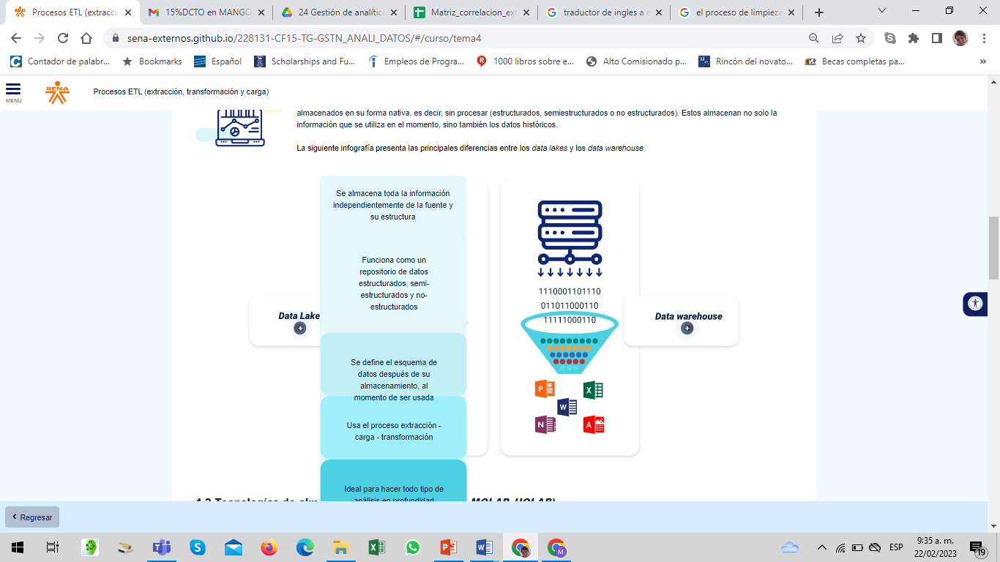 Procesos ETL (extracci
15%DCTO en MANGO
24 Gestión de analític
Matriz_correlacion_ex
traductor de ingles a e
el proceso de limpiez
sena-externos.github.io/228131-CF15-TG-GSTN_ANALI_DATOS/#/curso/tema4
Contador de palabr...
Bookmarks
Español
Scholarships and Fu...
Empleos de Progra...
1000 libros sobre e...
Alto Comisionado p...
Rincón del novato...
Becas completas pa...
MENÚ
SENA
Procesos ETL (extracción, transformación y carga)
almacenados en su forma nativa, es decir, sin procesar (estructurados, semiestructurados o no estructurados). Estos almacenan no solo la
información que se utiliza en el momento, sino también los datos históricos.
La siguiente infografía presenta las principales diferencias entre los data lakes y los data warehouse:
Se almacena toda la información
independientemente de la fuente y
su estructura
Funciona como un
repositorio de datos
estructurados, semi-
estructurados y no-
estructurados
Data Lake
Se define el esquema de
datos después de su
almacenamiento, al
momento de ser usada
Usa el proceso extracción -
carga - transformación
Ideal para hacer todo tipo de
análisis en profundidad
1110001101110
011011000110
11111000110
P
X
W
N
A
Data warehouse
MOLAP, HOLAP)
Regresar
ESP
9:35 a. m.
22/02/2023
19